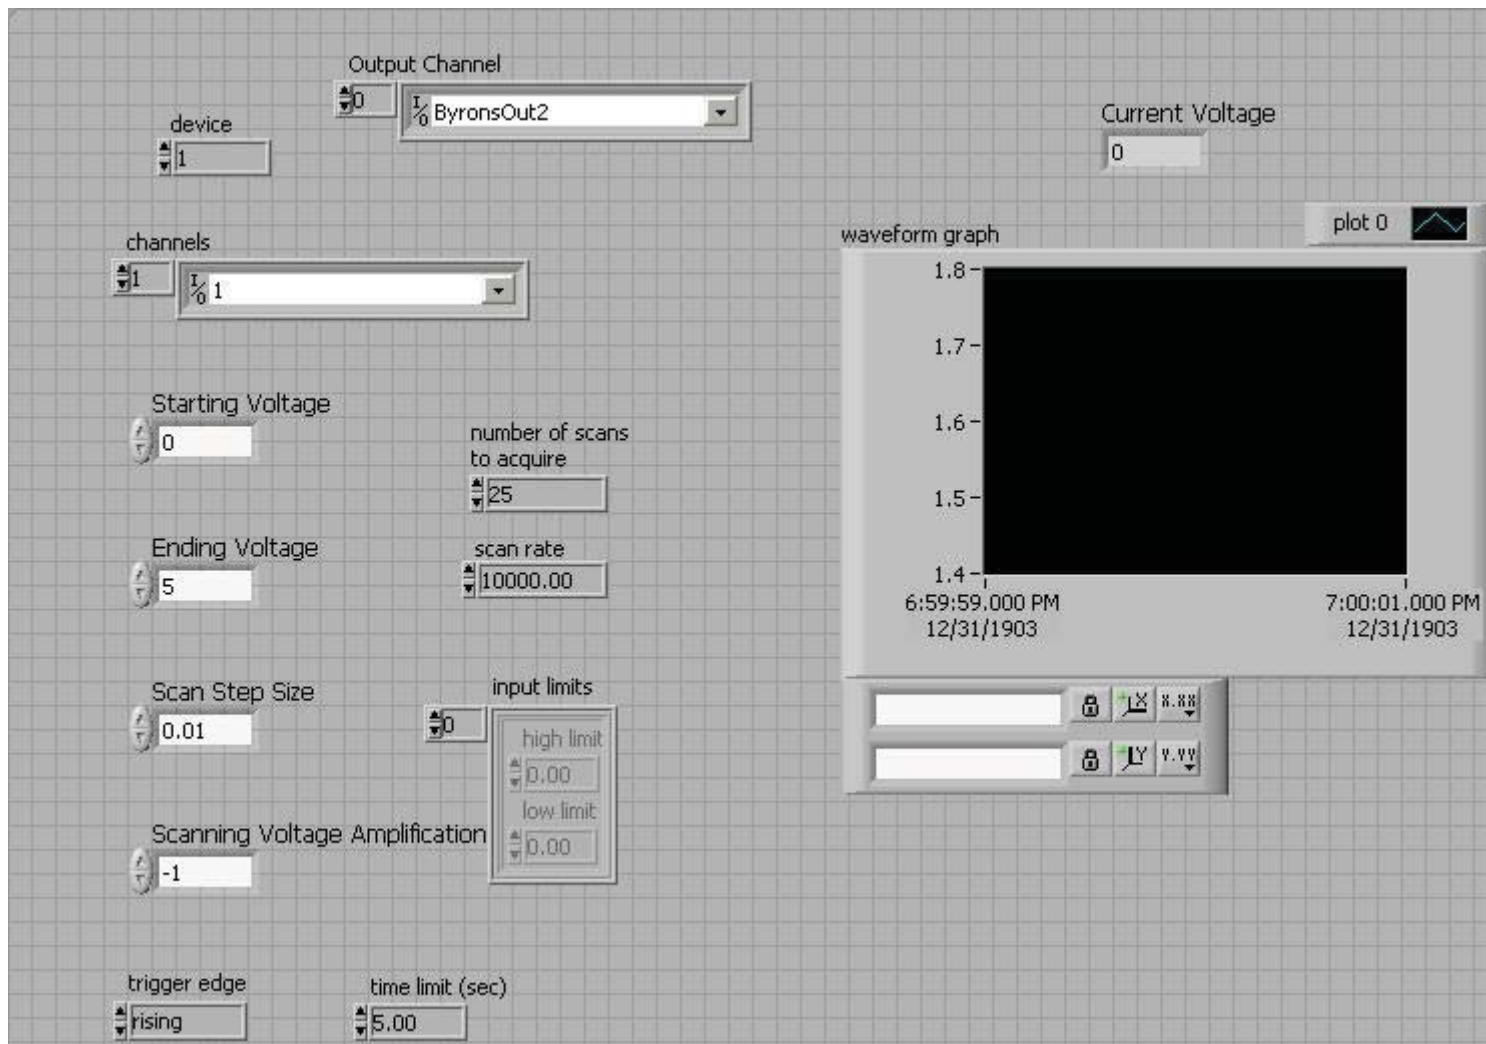 Output Channel
0
I/O ByronsOut2
device
1
Current Voltage
0
channels
1
I/O 1
waveform graph
plot 0
1.8
1.7
1.6
1.5
1.4
6:59:59.000 PM
12/31/1903
7:00:01.000 PM
12/31/1903
Starting Voltage
0
number of scans
to acquire
25
Ending Voltage
5
scan rate
10000.00
Scan Step Size
0.01
input limits
0
high limit
0.00
low limit
0.00
X
X.XX
Y
Y.YY
Scanning Voltage Amplification
-1
trigger edge
rising
time limit (sec)
5.00